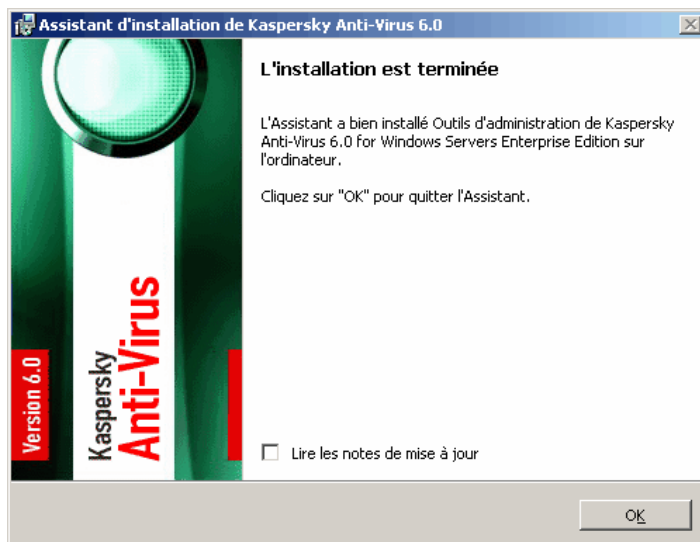 Assistant d'installation de Kaspersky Anti-Virus 6.0
L'installation est terminée
L'Assistant a bien installé Outils d'administration de Kaspersky
Anti-Virus 6.0 for Windows Servers Enterprise Edition sur
l'ordinateur.
Cliquez sur "OK" pour quitter l'Assistant.
Version 6.0
Kaspersky
Anti-Virus
Lire les notes de mise à jour
OK